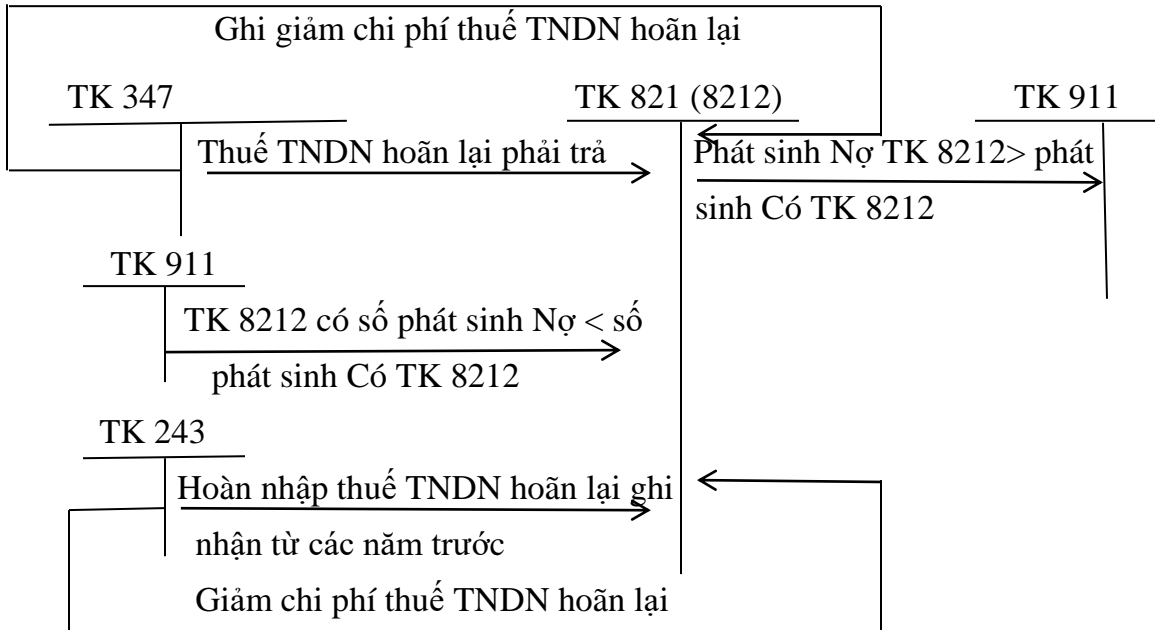 Ghi giảm chi phí thuế TNDN hoãn lại
TK 347
TK 821 (8212)
TK 911
Thuế TNDN hoãn lại phải trả
Phát sinh Nợ TK 8212> phát
sinh Có TK 8212
TK 911
TK 8212 có số phát sinh Nợ < số
phát sinh Có TK 8212
TK 243
Hoàn nhập thuế TNDN hoãn lại ghi
nhận từ các năm trước
Giảm chi phí thuế TNDN hoãn lại